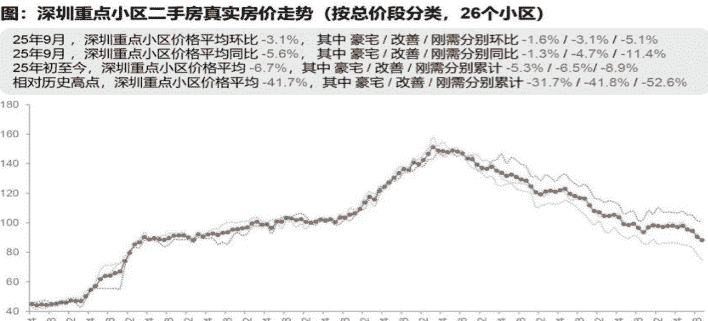 图：深圳重点小区二手房真实房价走势（按总价段分类，26个小区）
25年9月，深圳重点小区价格平均环比 -3.1%，其中 豪宅 / 改善 / 刚需分别环比 -1.6% / -3.1% / -5.1%
25年9月，深圳重点小区价格平均同比 -5.6%，其中 豪宅 / 改善 / 刚需分别同比 -1.3% / -4.7% / -11.4%
25年初至今，深圳重点小区价格平均 -6.7%，其中 豪宅 / 改善 / 刚需分别累计 -5.3% / -6.5%/ -8.9%
相对历史高点，深圳重点小区价格平均 -41.7%，其中 豪宅 / 改善 / 刚需分别累计 -31.7% / -41.8% / -52.6%
180
160
140
120
100
80
60
40